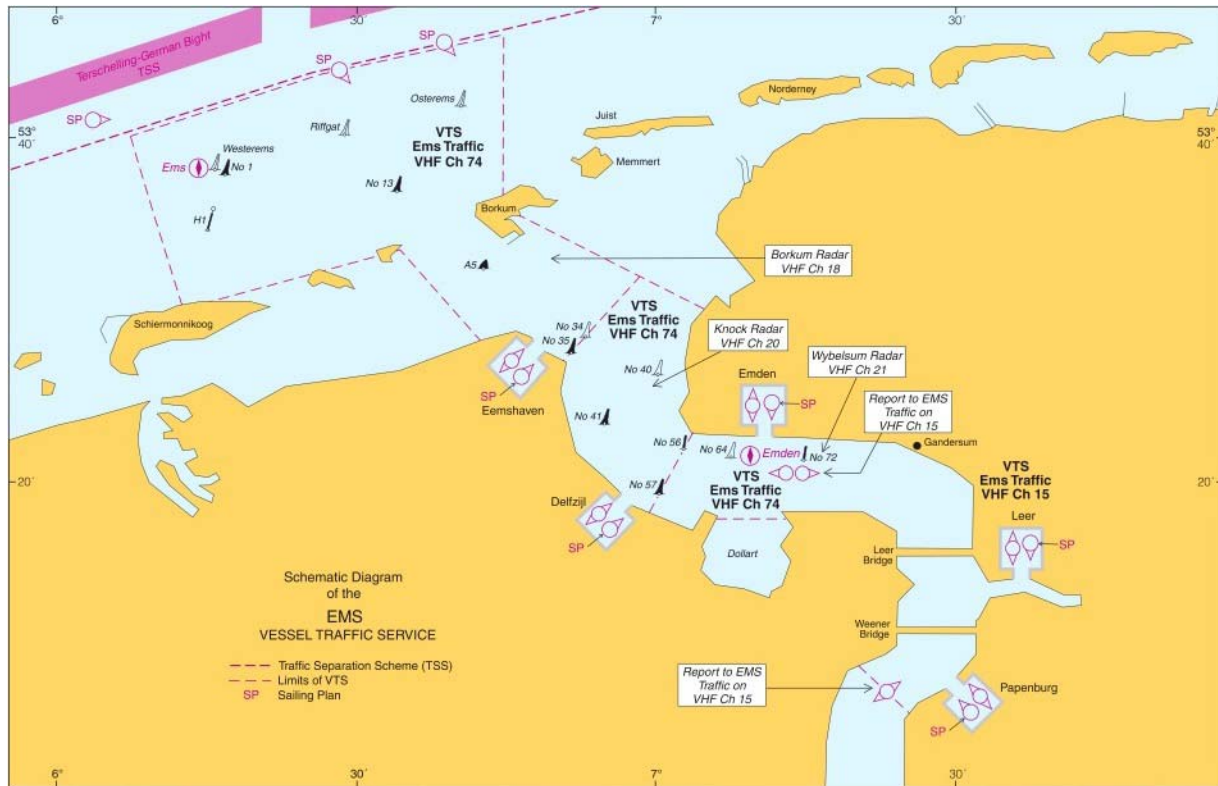 6°
30´
7°
30´
Terschelling-German Bight
TSS
SP
SP
SP
53°
40´
53°
40´
Osterems
Riffgat
VTS
Ems Traffic
VHF Ch 74
Norderney
Juist
Memmert
Westerems
Ems
No 1
No 13
H1
Borkum
A5
Borkum Radar
VHF Ch 18
Schiermonnikoog
VTS
Ems Traffic
VHF Ch 74
No 34
No 35
Knock Radar
VHF Ch 20
No 40
Wybelsum Radar
VHF Ch 21
SP
Eemshaven
Emden
SP
Report to EMS
Traffic on
VHF Ch 15
No 41
No 56
No 64
Emden
No 72
Gandersum
20´
20´
No 57
VTS
Ems Traffic
VHF Ch 74
VTS
Ems Traffic
VHF Ch 15
Delfzijl
SP
Leer
SP
Dollart
Leer
Bridge
Schematic Diagram
of the
EMS
VESSEL TRAFFIC SERVICE
Weener
Bridge
Traffic Separation Scheme (TSS)
Limits of VTS
SP
Sailing Plan
Report to EMS
Traffic on
VHF Ch 15
Papenburg
SP
6°
30´
7°
30´